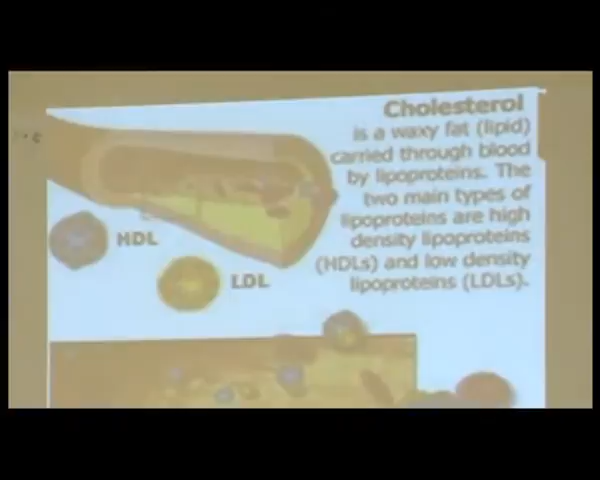 Cholesterol
is a waxy fat (lipid)
carried through blood
by lipoproteins. The
two main types of
lipoproteins are high
density lipoproteins
(HDLs) and low density
lipoproteins (LDLs).
HDL
LDL